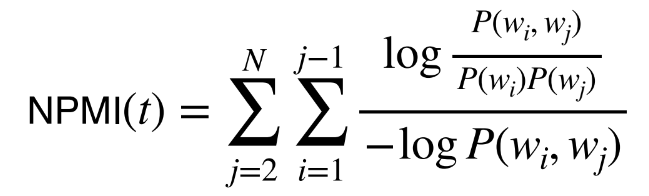 NPMI(t) = \sum_{j=2}^{N} \sum_{i=1}^{j-1} \frac{\log \frac{P(w_i, w_j)}{P(w_i)P(w_j)}}{-\log P(w_i, w_j)}